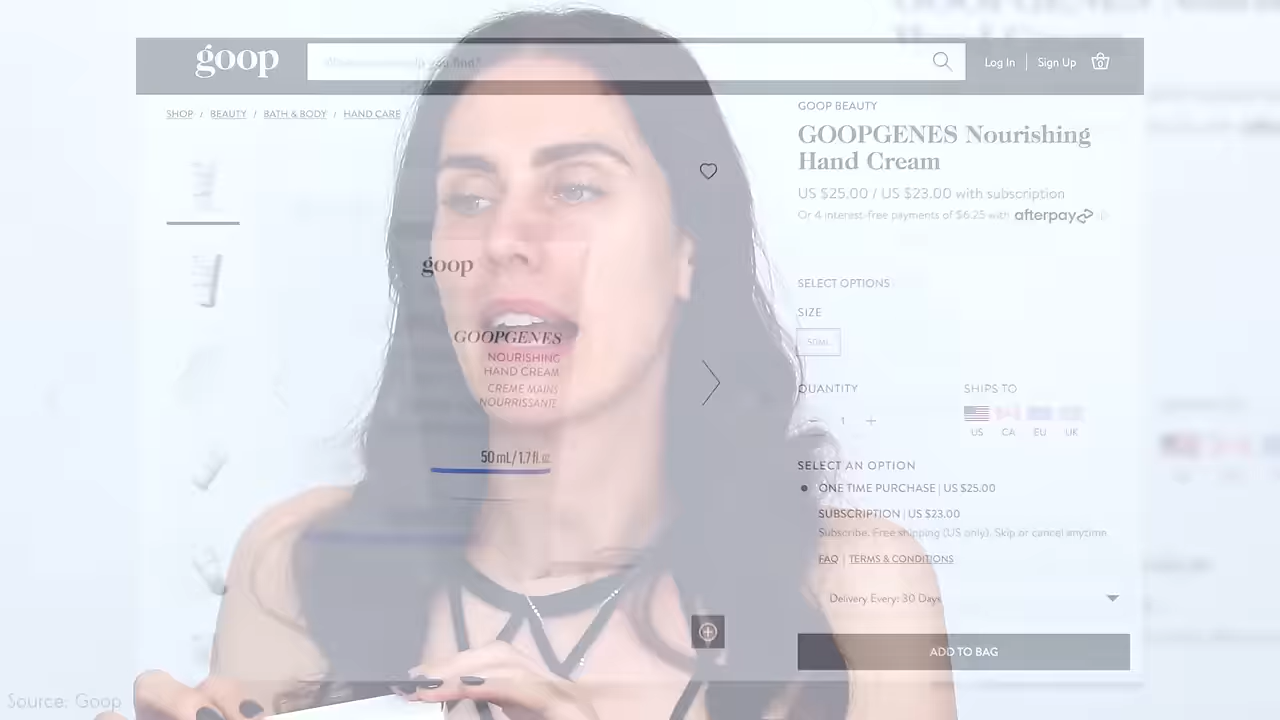 goop
Log In
Sign Up
0
SHOP / BEAUTY / BATH & BODY / HAND CARE /
GOOP BEAUTY
GOOPGENES Nourishing
Hand Cream
US $25.00 / US $23.00 with subscription
Or 4 interest-free payments of $6.25 with afterpay
goop
GOOPGENES
NOURISHING
HAND CREAM
CRÈME MAINS
NOURRISSANTE
50 mL/1.7 fl. oz
SELECT OPTIONS
SIZE
50ML
QUANTITY
1 +
SHIPS TO
US CA EU UK
SELECT AN OPTION
ONE TIME PURCHASE | US $25.00
SUBSCRIPTION | US $23.00
Subscribe. Free shipping (US only). Skip or cancel anytime
FAQ | TERMS & CONDITIONS
Delivery Every: 30 Days
ADD TO BAG
Source: Goop